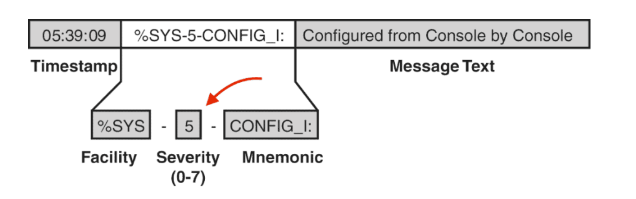 05:39:09 %SYS-5-CONFIG_I: Configured from Console by Console
Timestamp Message Text
%SYS - 5 - CONFIG_I:
Facility Severity Mnemonic
(0-7)